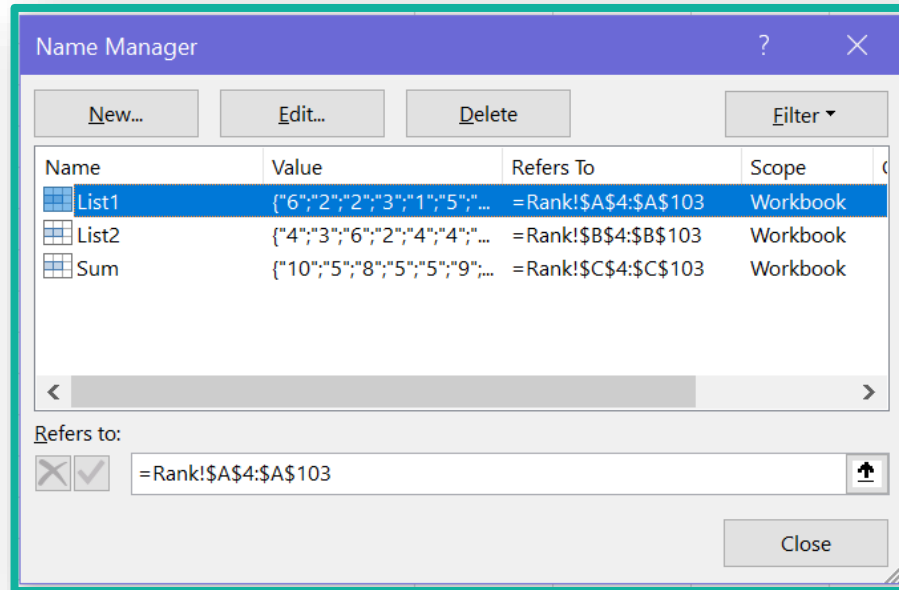 Name Manager ?
New... Edit... Delete Filter
Name Value Refers To Scope
List1 {"6";"2";"2";"3";"1";"5";"... =Rank!$A$4:$A$103 Workbook
List2 {"4";"3";"6";"2";"4";"4";"... =Rank!$B$4:$B$103 Workbook
Sum {"10";"5";"8";"5";"5";"9";... =Rank!$C$4:$C$103 Workbook
Refers to:
=Rank!$A$4:$A$103
Close